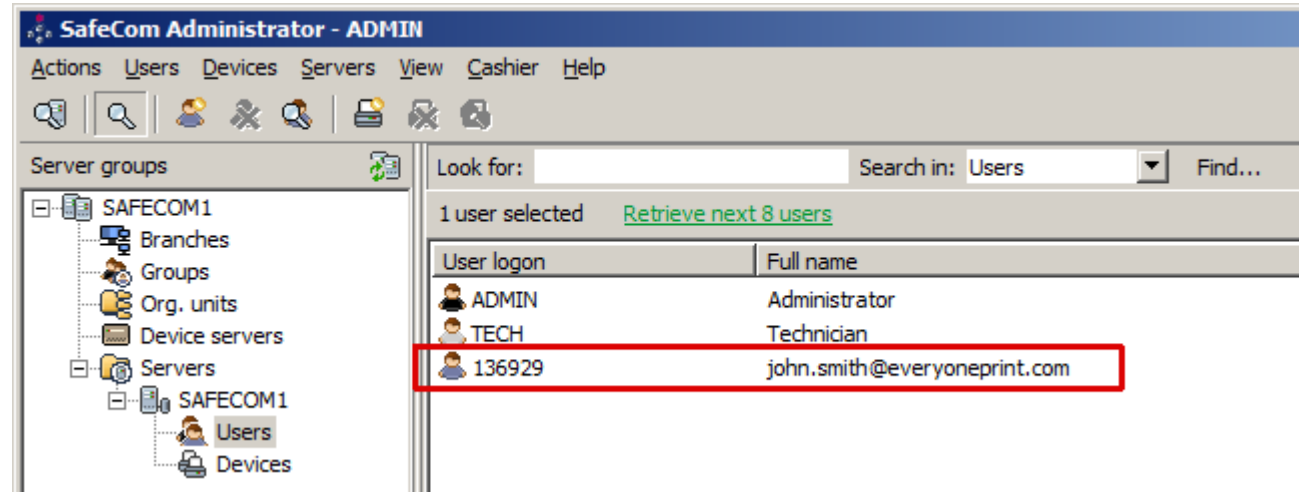 SafeCom Administrator - ADMIN
Actions Users Devices Servers View Cashier Help
Server groups
Look for: Search in: Users Find...
SAFECOM1
1 user selected Retrieve next 8 users
Branches
User logon Full name
Groups
ADMIN Administrator
Org. units
TECH Technician
Device servers
136929 john.smith@everyoneprint.com
Servers
SAFECOM1
Users
Devices